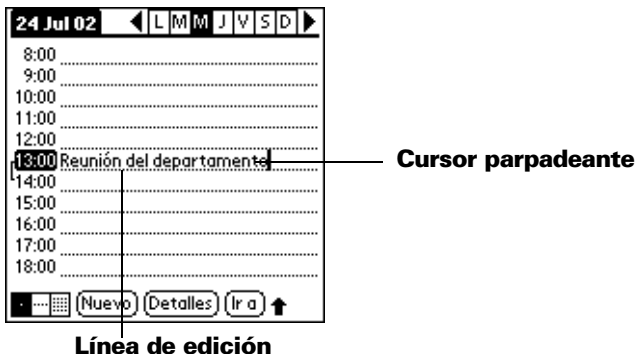 24 Jul 02 L M M J V S D
8:00
9:00
10:00
11:00
12:00
13:00 Reunión del departamento Cursor parpadeante
14:00
15:00
16:00
17:00
18:00
Nuevo Detalles Ir a
Línea de edición